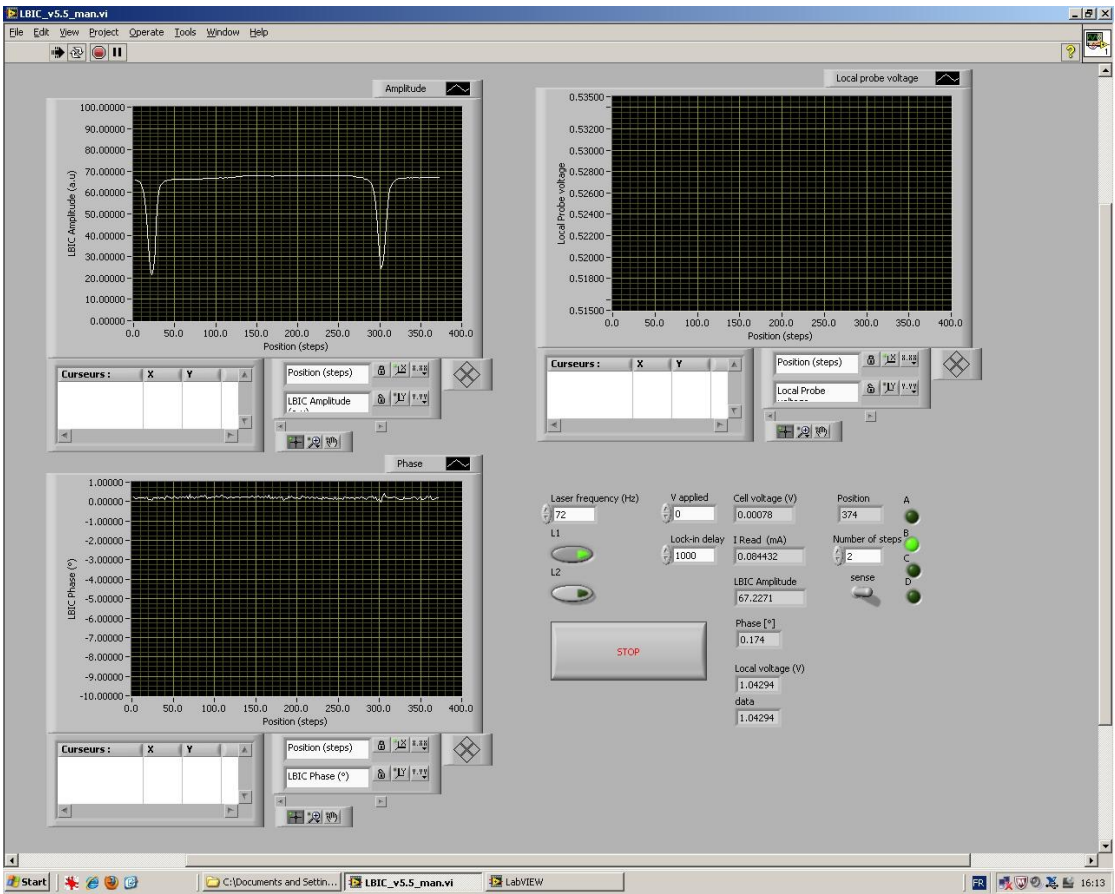 LBIC_v5.5_man.vi
File Edit View Project Operate Tools Window Help
1
Amplitude
100.00000
90.00000
80.00000
70.00000
60.00000
50.00000
40.00000
30.00000
20.00000
10.00000
0.00000
LBIC Amplitude (a.u)
0.0 50.0 100.0 150.0 200.0 250.0 300.0 350.0 400.0
Position (steps)
Curseurs : X Y
Position (steps)
LBIC Amplitude
Local probe voltage
0.53500
0.53200
0.53000
0.52800
0.52600
0.52400
0.52200
0.52000
0.51800
0.51500
Local Probe voltage
0.0 50.0 100.0 150.0 200.0 250.0 300.0 350.0 400.0
Position (steps)
Curseurs : X Y
Position (steps)
Local Probe
Phase
1.00000
0.00000
-1.00000
-2.00000
-3.00000
-4.00000
-5.00000
-6.00000
-7.00000
-8.00000
-9.00000
-10.00000
LBIC Phase (°)
0.0 50.0 100.0 150.0 200.0 250.0 300.0 350.0 400.0
Position (steps)
Curseurs : X Y
Position (steps)
LBIC Phase (°)
Laser frequency (Hz)
72
L1
L2
STOP
V applied
0
Lock-in delay
1000
Cell voltage (V)
0.00078
I Read (mA)
0.084432
LBIC Amplitude
67.2271
Phase [°]
0.174
Local voltage (V)
1.04294
data
1.04294
Position
374
Number of steps
2
sense
A
B
C
D
Start C:\Documents and Settin... LBIC_v5.5_man.vi LabVIEW FR 16:13